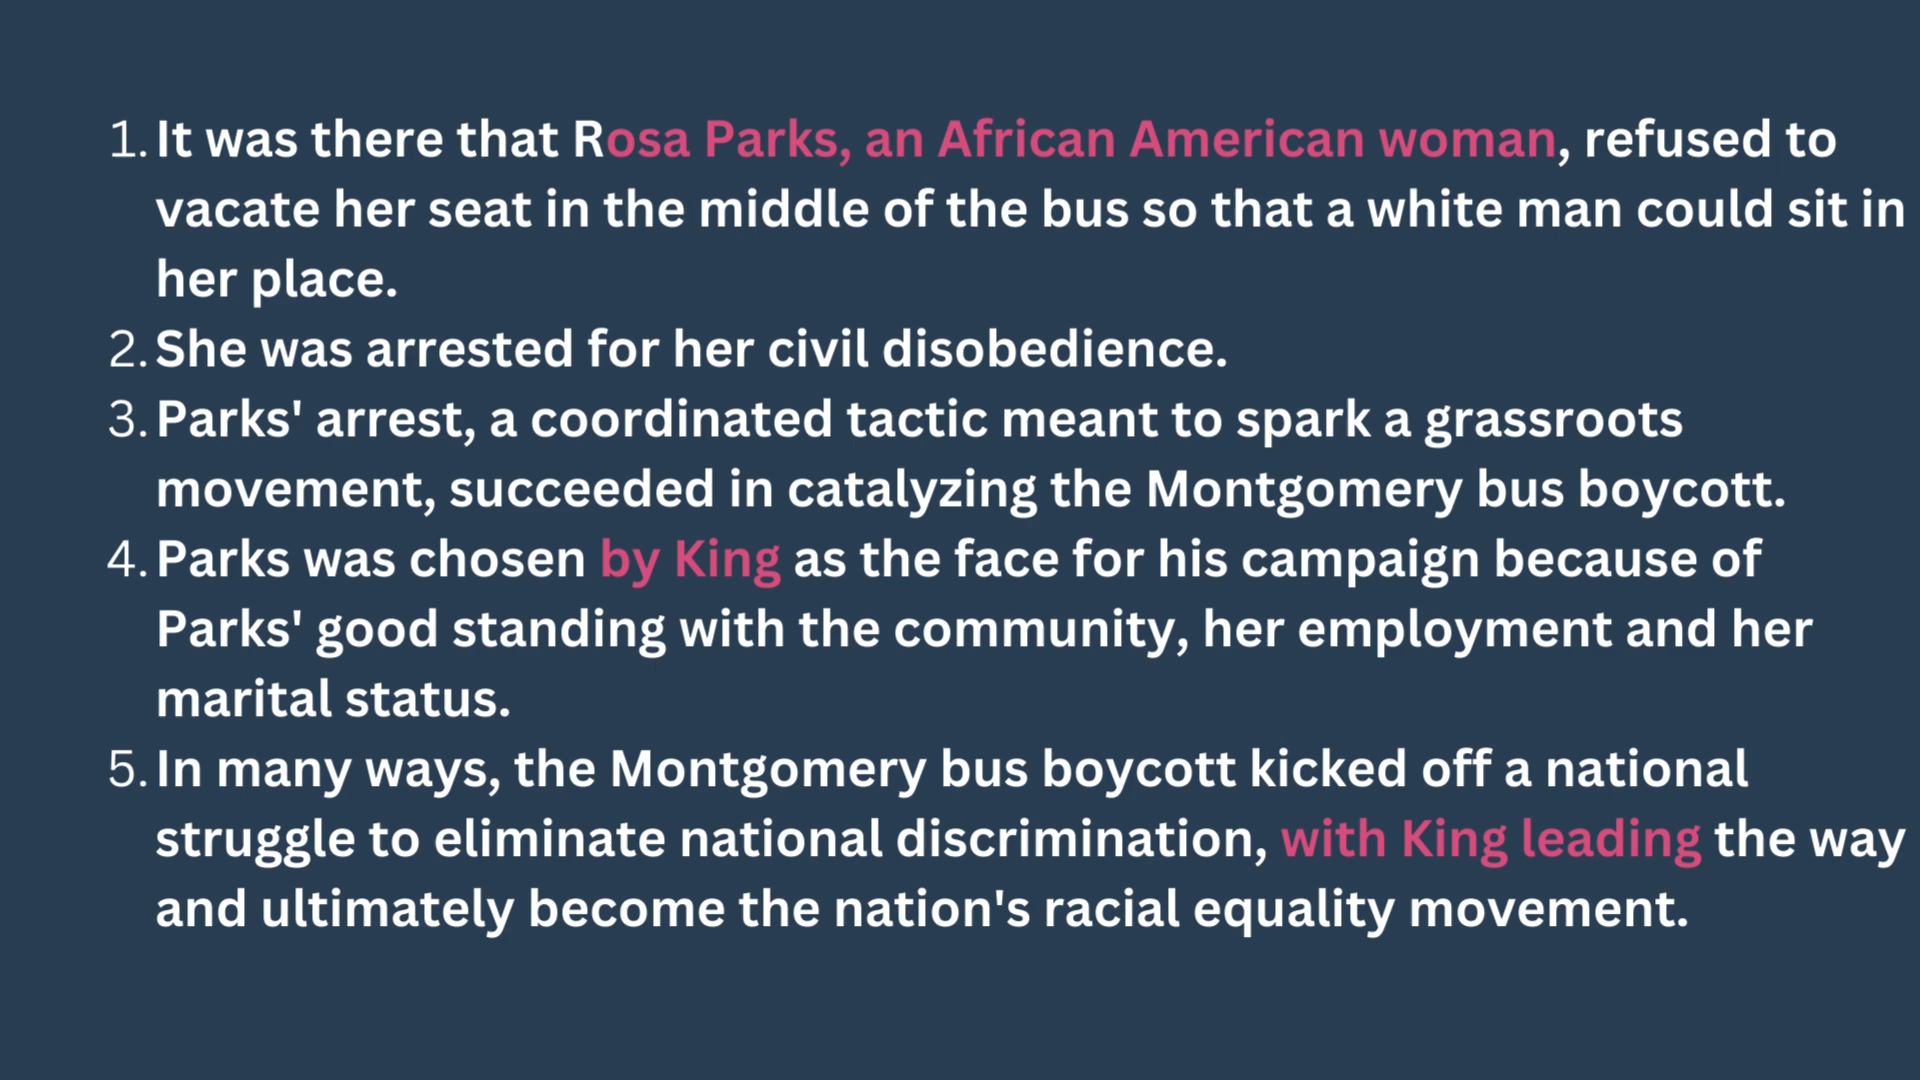 1. It was there that Rosa Parks, an African American woman, refused to
vacate her seat in the middle of the bus so that a white man could sit in
her place.
2. She was arrested for her civil disobedience.
3. Parks' arrest, a coordinated tactic meant to spark a grassroots
movement, succeeded in catalyzing the Montgomery bus boycott.
4. Parks was chosen by King as the face for his campaign because of
Parks' good standing with the community, her employment and her
marital status.
5. In many ways, the Montgomery bus boycott kicked off a national
struggle to eliminate national discrimination, with King leading the way
and ultimately become the nation's racial equality movement.